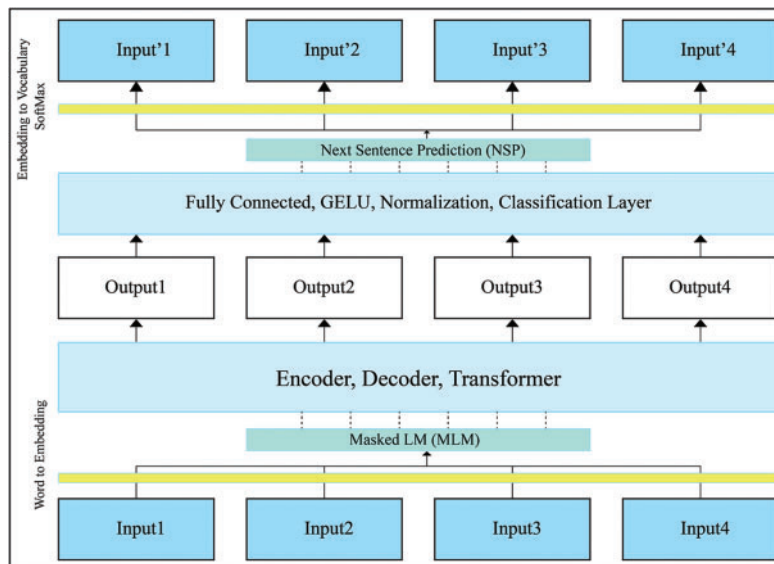 Embedding to Vocabulary
SoftMax
Input’1
Input’2
Input’3
Input’4
Next Sentence Prediction (NSP)
Fully Connected, GELU, Normalization, Classification Layer
Output1
Output2
Output3
Output4
Encoder, Decoder, Transformer
Masked LM (MLM)
Word to Embedding
Input1
Input2
Input3
Input4